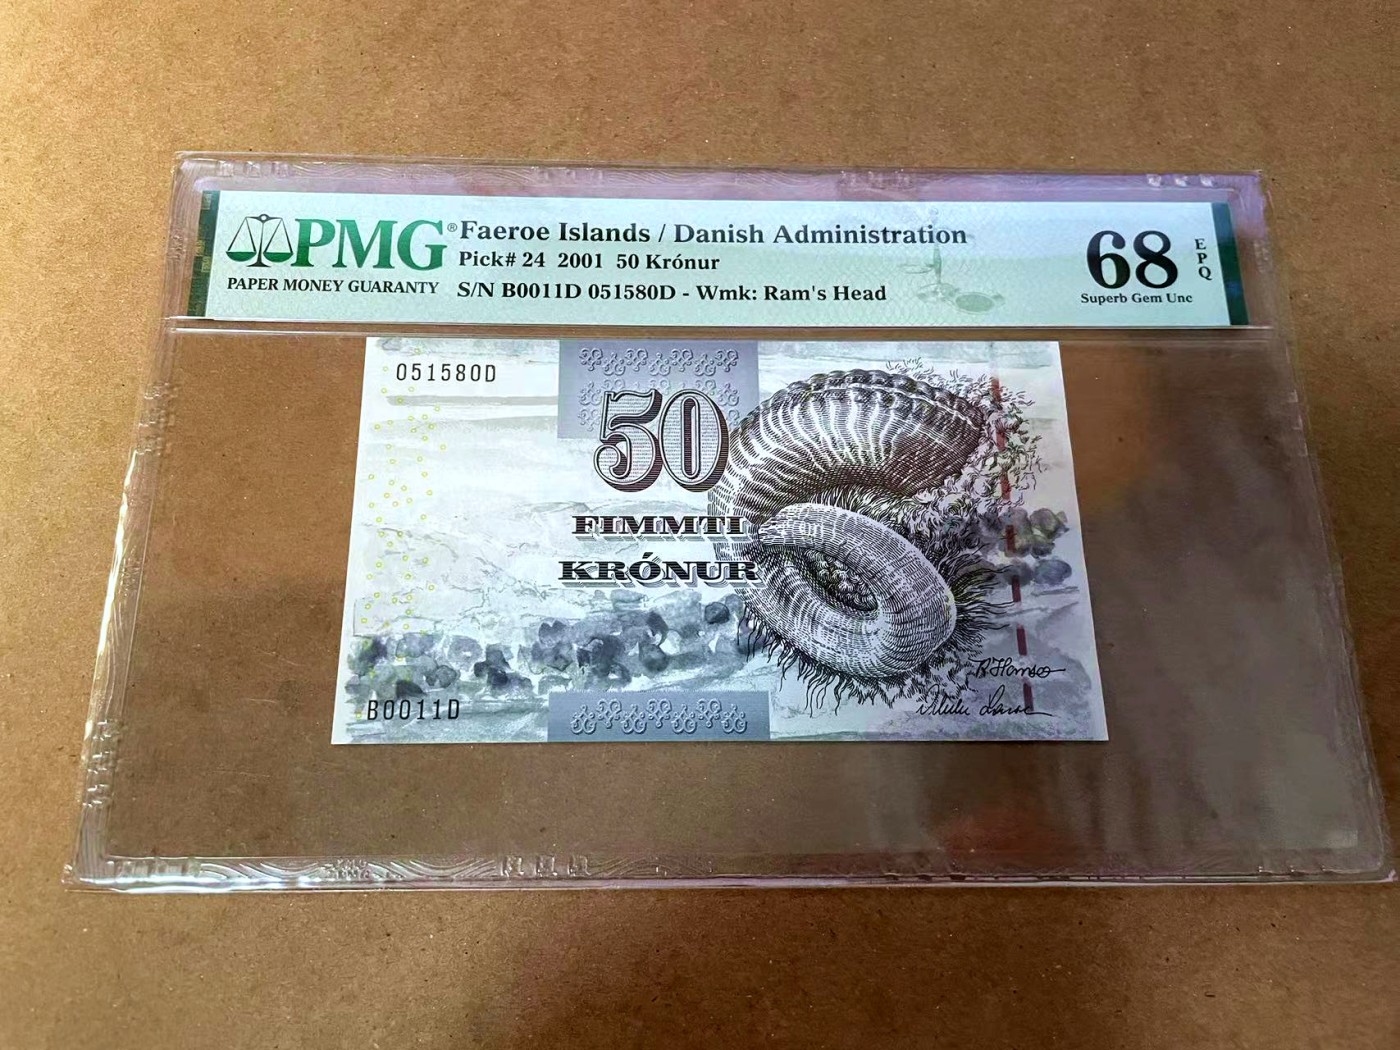 PMG®
PAPER MONEY GUARANTY
Faeroe Islands / Danish Administration
Pick# 24 2001 50 Krónur
S/N B0011D 051580D - Wmk: Ram's Head
68
EPQ
Superb Gem Unc
051580D
50
FIMMTI
KRÓNUR
B0011D